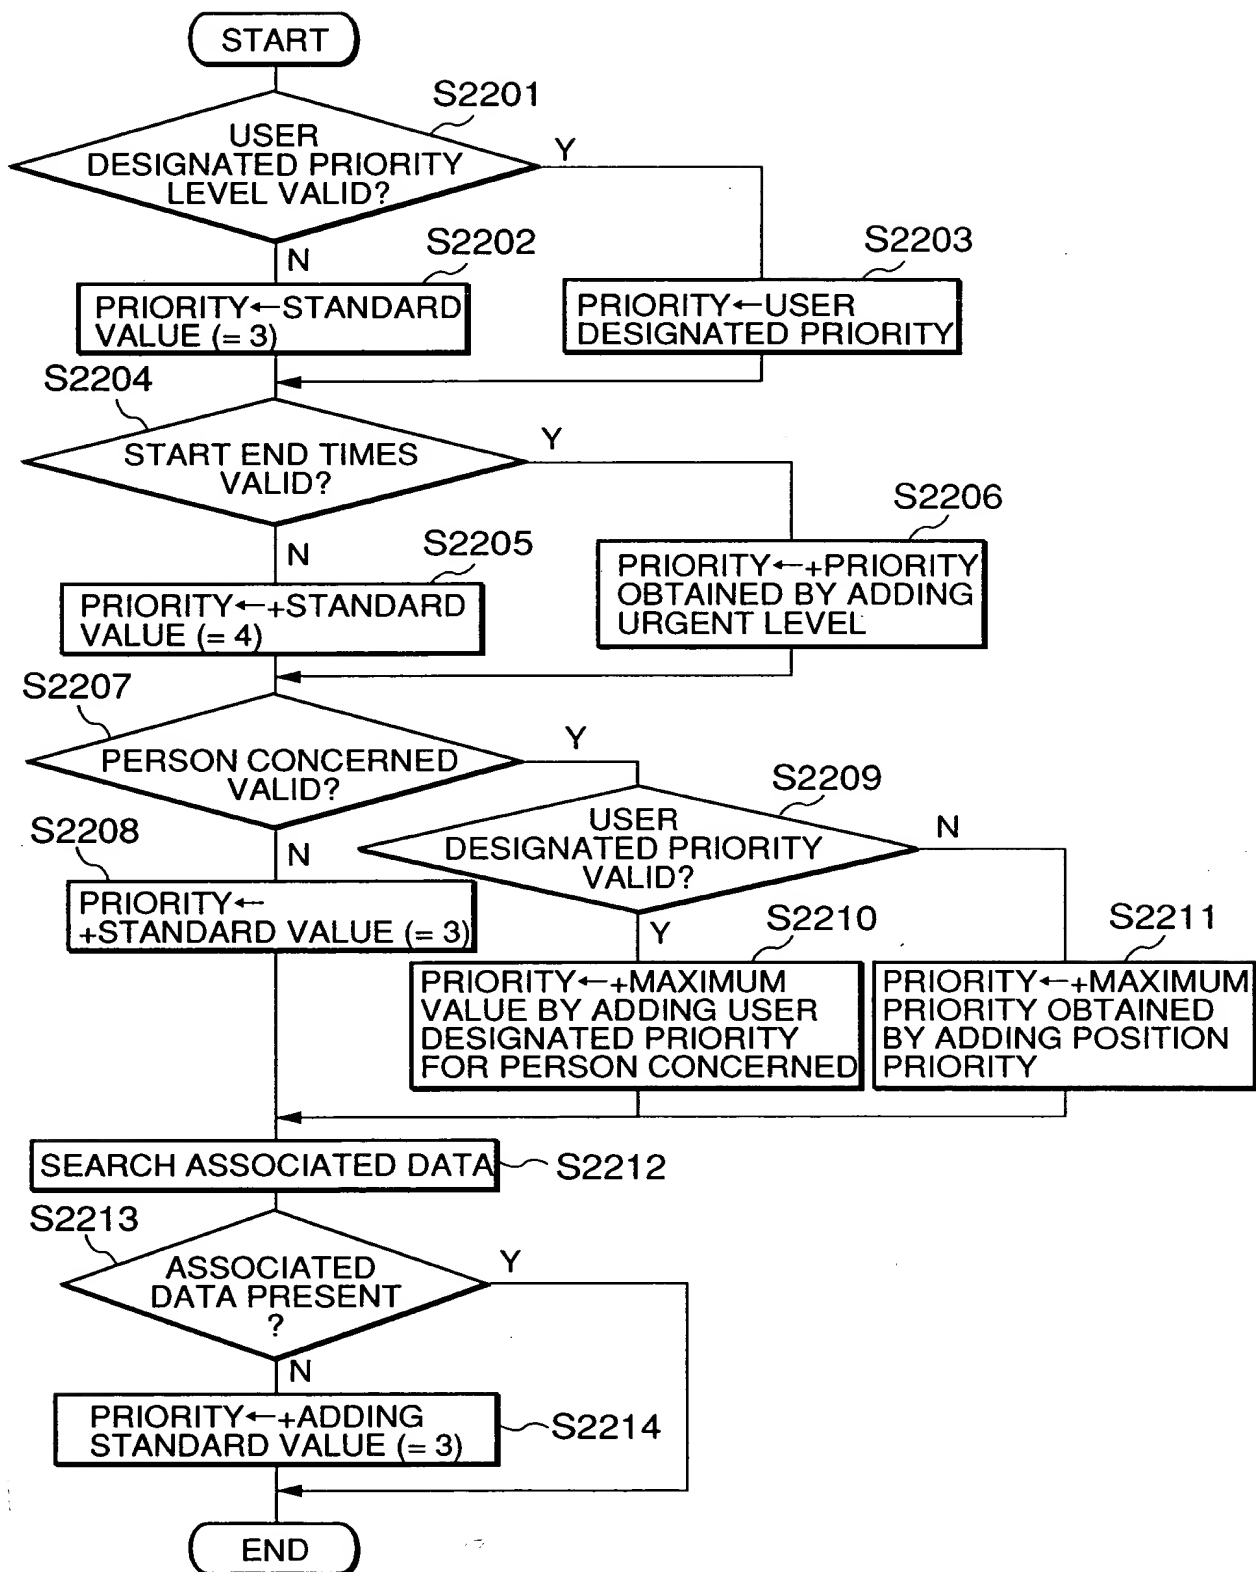 START
S2201
USER
DESIGNATED PRIORITY
LEVEL VALID?
Y
N
S2202
PRIORITY←STANDARD
VALUE (= 3)
S2203
PRIORITY←USER
DESIGNATED PRIORITY
S2204
START END TIMES
VALID?
Y
N
S2205
PRIORITY←+STANDARD
VALUE (= 4)
S2206
PRIORITY←+PRIORITY
OBTAINED BY ADDING
URGENT LEVEL
S2207
PERSON CONCERNED
VALID?
Y
N
S2208
PRIORITY←
+STANDARD VALUE (= 3)
S2209
USER
DESIGNATED PRIORITY
VALID?
N
Y
S2210
PRIORITY←+MAXIMUM
VALUE BY ADDING USER
DESIGNATED PRIORITY
FOR PERSON CONCERNED
S2211
PRIORITY←+MAXIMUM
PRIORITY OBTAINED
BY ADDING POSITION
PRIORITY
SEARCH ASSOCIATED DATA
S2212
S2213
ASSOCIATED
DATA PRESENT
?
Y
N
PRIORITY←+ADDING
STANDARD VALUE (= 3)
S2214
END